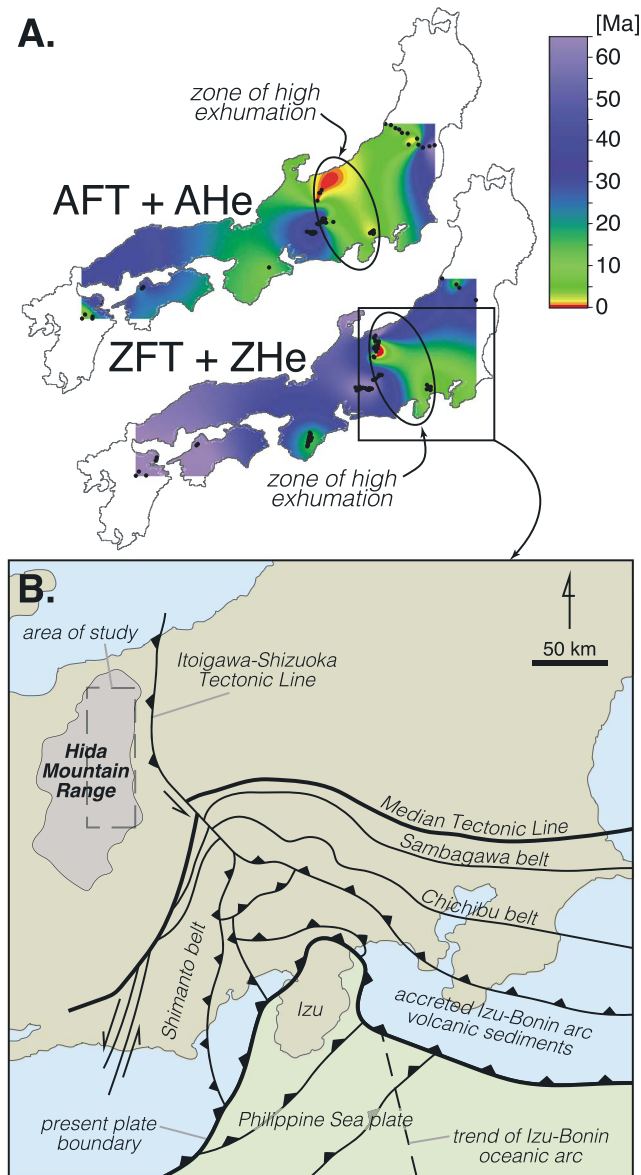 A.
[Ma]
60
50
40
30
20
10
0
zone of high
exhumation
AFT + AHe
ZFT + ZHe
zone of high
exhumation
B.
area of study
Itoigawa-Shizuoka
Tectonic Line
50 km
Hida
Mountain
Range
Median Tectonic Line
Sambagawa belt
Chichibu belt
Shimanto belt
Izu
accreted Izu-Bonin arc
volcanic sediments
present plate
boundary
Philippine Sea plate
trend of Izu-Bonin
oceanic arc